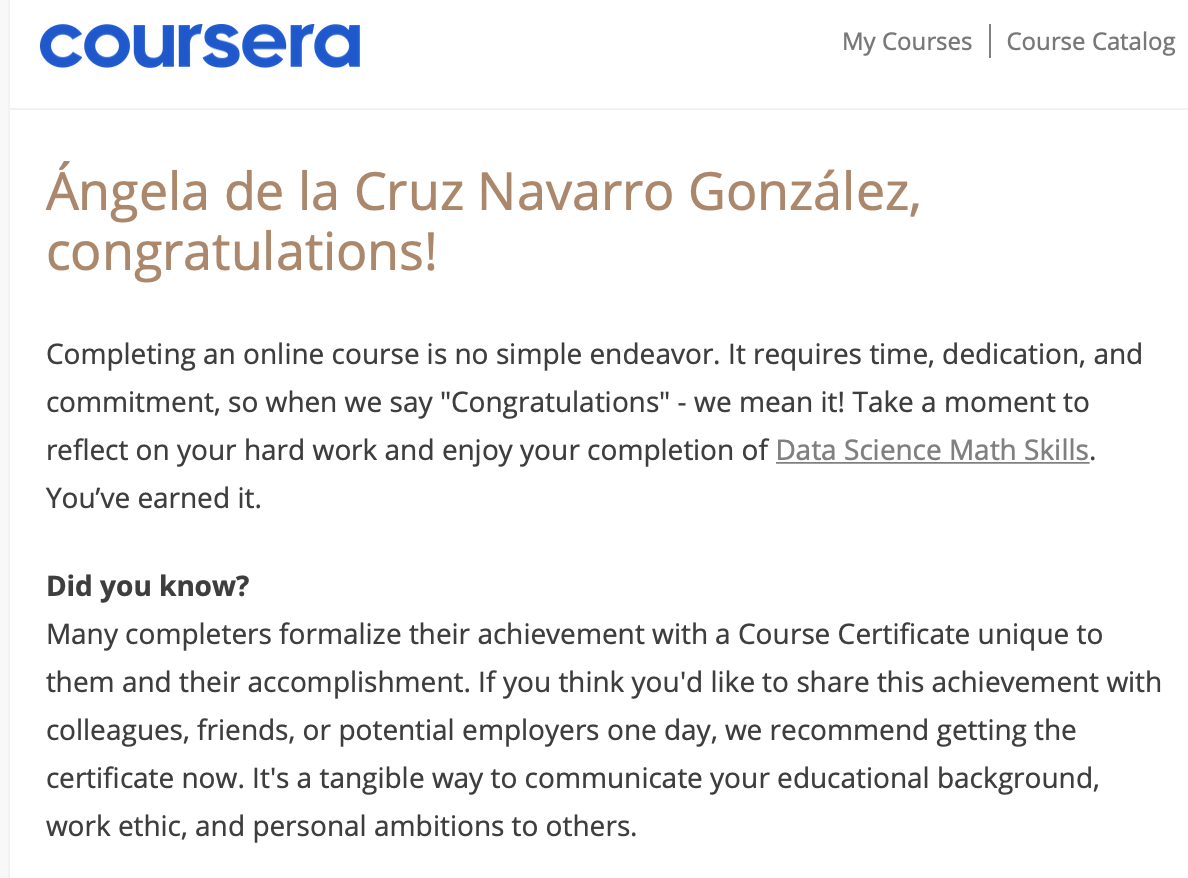 coursera
My Courses | Course Catalog
Ángela de la Cruz Navarro González,
congratulations!
Completing an online course is no simple endeavor. It requires time, dedication, and
commitment, so when we say "Congratulations" - we mean it! Take a moment to
reflect on your hard work and enjoy your completion of Data Science Math Skills.
You’ve earned it.
Did you know?
Many completers formalize their achievement with a Course Certificate unique to
them and their accomplishment. If you think you'd like to share this achievement with
colleagues, friends, or potential employers one day, we recommend getting the
certificate now. It's a tangible way to communicate your educational background,
work ethic, and personal ambitions to others.